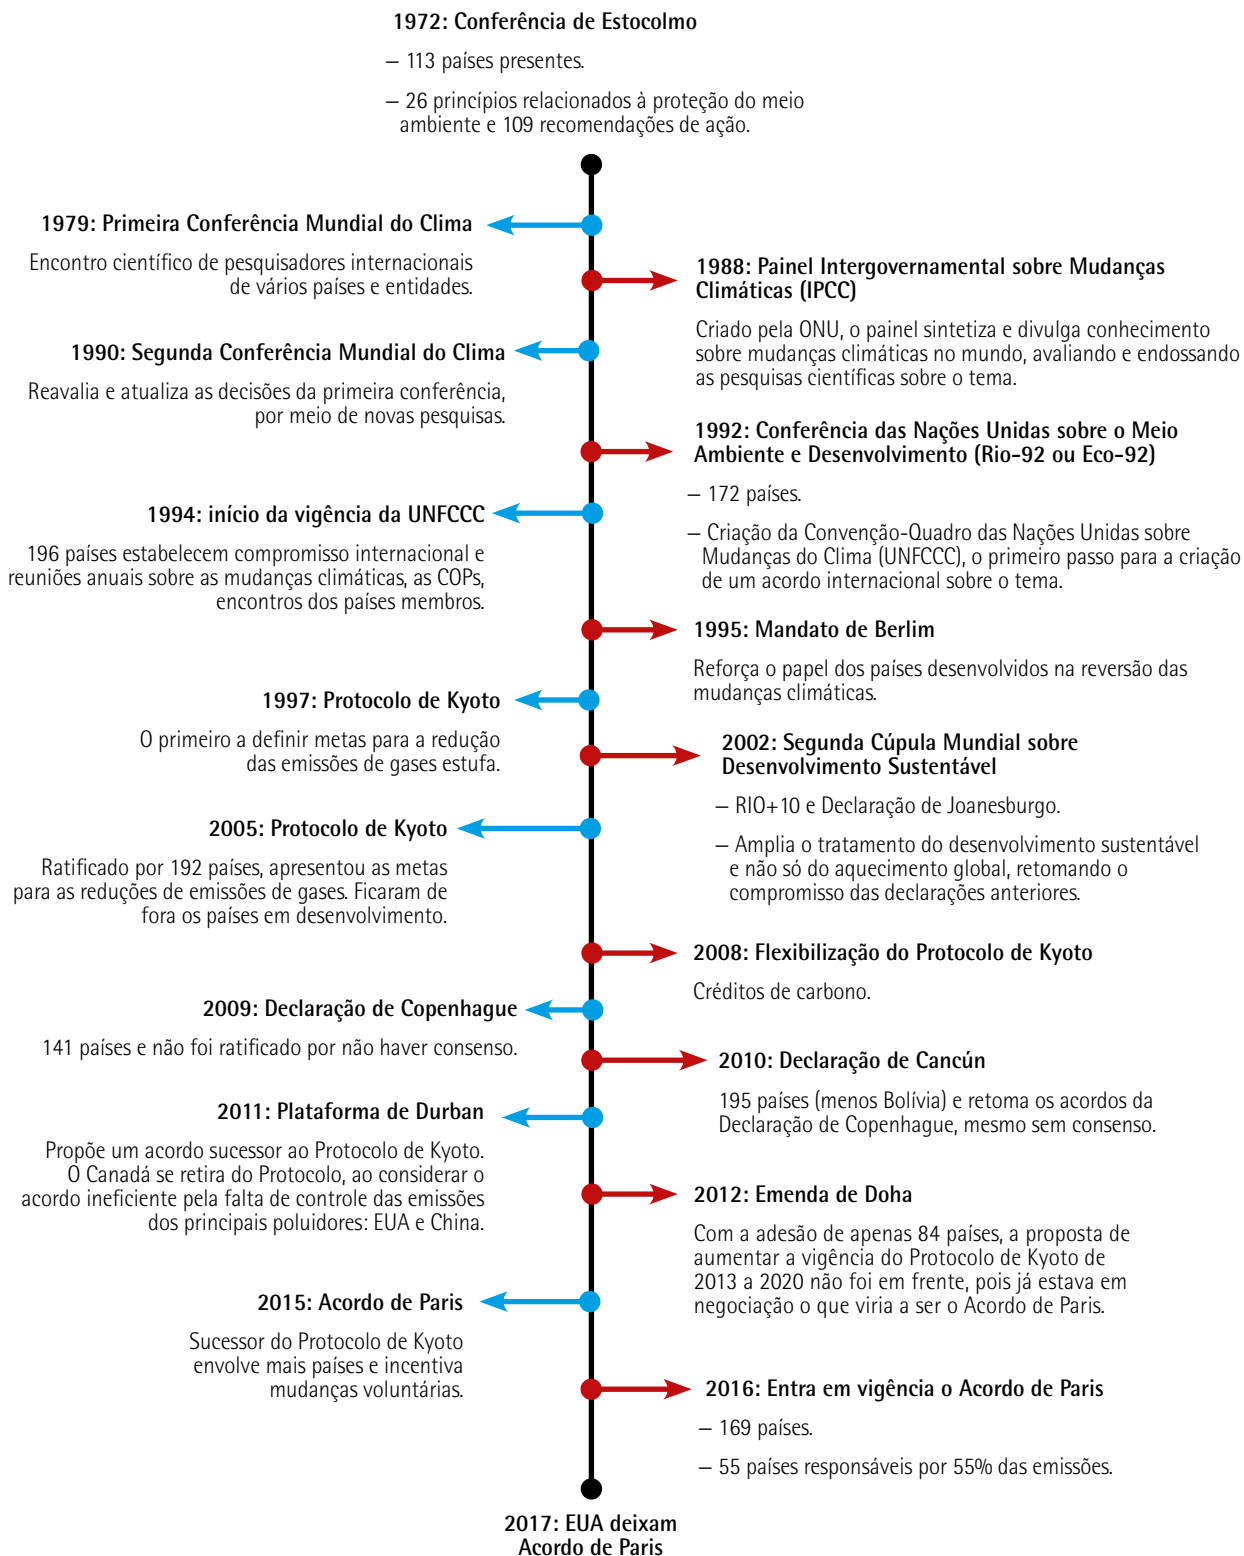 1972: Conferência de Estocolmo
– 113 países presentes.
– 26 princípios relacionados à proteção do meio
ambiente e 109 recomendações de ação.
1979: Primeira Conferência Mundial do Clima
Encontro científico de pesquisadores internacionais
de vários países e entidades.
1988: Painel Intergovernamental sobre Mudanças
Climáticas (IPCC)
Criado pela ONU, o painel sintetiza e divulga conhecimento
sobre mudanças climáticas no mundo, avaliando e endossando
as pesquisas científicas sobre o tema.
1990: Segunda Conferência Mundial do Clima
Reavalia e atualiza as decisões da primeira conferência,
por meio de novas pesquisas.
1992: Conferência das Nações Unidas sobre o Meio
Ambiente e Desenvolvimento (Rio-92 ou Eco-92)
– 172 países.
– Criação da Convenção-Quadro das Nações Unidas sobre
Mudanças do Clima (UNFCCC), o primeiro passo para a criação
de um acordo internacional sobre o tema.
1994: início da vigência da UNFCCC
196 países estabelecem compromisso internacional e
reuniões anuais sobre as mudanças climáticas, as COPs,
encontros dos países membros.
1995: Mandato de Berlim
Reforça o papel dos países desenvolvidos na reversão das
mudanças climáticas.
1997: Protocolo de Kyoto
O primeiro a definir metas para a redução
das emissões de gases estufa.
2002: Segunda Cúpula Mundial sobre
Desenvolvimento Sustentável
– RIO+10 e Declaração de Joanesburgo.
– Amplia o tratamento do desenvolvimento sustentável
e não só do aquecimento global, retomando o
compromisso das declarações anteriores.
2005: Protocolo de Kyoto
Ratificado por 192 países, apresentou as metas
para as reduções de emissões de gases. Ficaram de
fora os países em desenvolvimento.
2008: Flexibilização do Protocolo de Kyoto
Créditos de carbono.
2009: Declaração de Copenhague
141 países e não foi ratificado por não haver consenso.
2010: Declaração de Cancún
195 países (menos Bolívia) e retoma os acordos da
Declaração de Copenhague, mesmo sem consenso.
2011: Plataforma de Durban
Propõe um acordo sucessor ao Protocolo de Kyoto.
O Canadá se retira do Protocolo, ao considerar o
acordo ineficiente pela falta de controle das emissões
dos principais poluidores: EUA e China.
2012: Emenda de Doha
Com a adesão de apenas 84 países, a proposta de
aumentar a vigência do Protocolo de Kyoto de
2013 a 2020 não foi em frente, pois já estava em
negociação o que viria a ser o Acordo de Paris.
2015: Acordo de Paris
Sucessor do Protocolo de Kyoto
envolve mais países e incentiva
mudanças voluntárias.
2016: Entra em vigência o Acordo de Paris
– 169 países.
– 55 países responsáveis por 55% das emissões.
2017: EUA deixam
Acordo de Paris